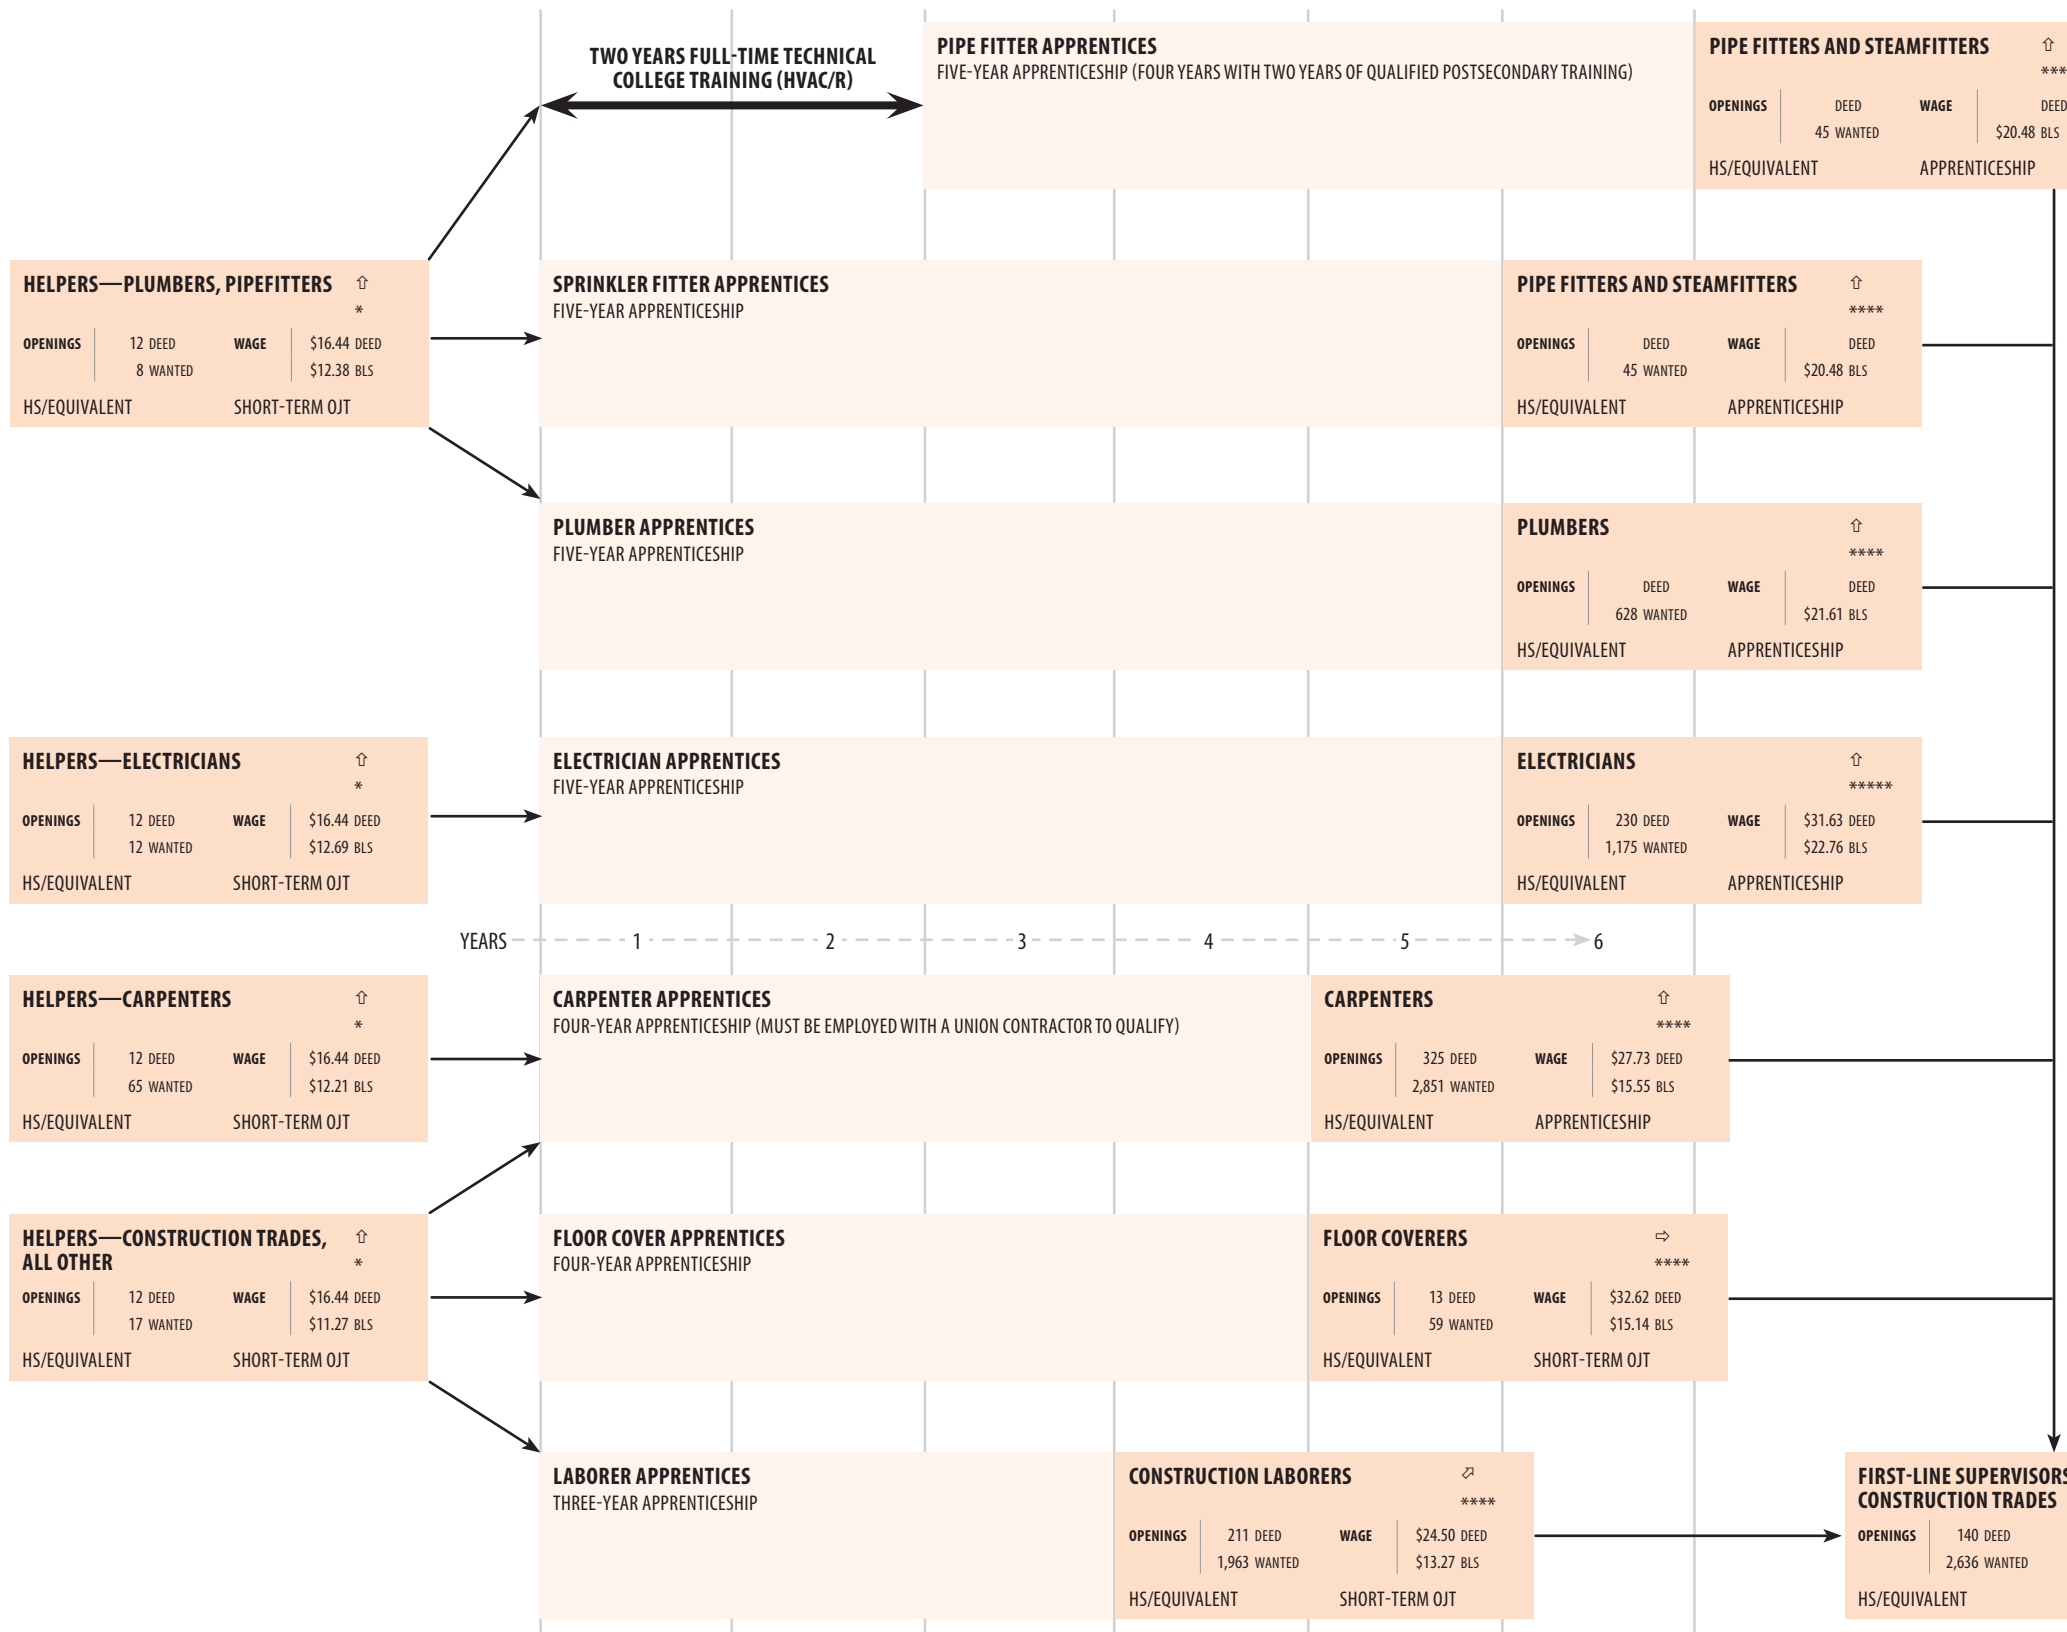 TWO YEARS FULL-TIME TECHNICAL
COLLEGE TRAINING (HVAC/R)
PIPE FITTER APPRENTICES
FIVE-YEAR APPRENTICESHIP (FOUR YEARS WITH TWO YEARS OF QUALIFIED POSTSECONDARY TRAINING)
PIPE FITTERS AND STEAMFITTERS ⇧
***
OPENINGS DEED WAGE DEED
45 WANTED $20.48 BLS
HS/EQUIVALENT APPRENTICESHIP
HELPERS—PLUMBERS, PIPEFITTERS ⇧
*
OPENINGS 12 DEED WAGE $16.44 DEED
8 WANTED $12.38 BLS
HS/EQUIVALENT SHORT-TERM OJT
SPRINKLER FITTER APPRENTICES
FIVE-YEAR APPRENTICESHIP
PIPE FITTERS AND STEAMFITTERS ⇧
****
OPENINGS DEED WAGE DEED
45 WANTED $20.48 BLS
HS/EQUIVALENT APPRENTICESHIP
PLUMBER APPRENTICES
FIVE-YEAR APPRENTICESHIP
PLUMBERS ⇧
****
OPENINGS DEED WAGE DEED
628 WANTED $21.61 BLS
HS/EQUIVALENT APPRENTICESHIP
HELPERS—ELECTRICIANS ⇧
*
OPENINGS 12 DEED WAGE $16.44 DEED
12 WANTED $12.69 BLS
HS/EQUIVALENT SHORT-TERM OJT
ELECTRICIAN APPRENTICES
FIVE-YEAR APPRENTICESHIP
ELECTRICIANS ⇧
*****
OPENINGS 230 DEED WAGE $31.63 DEED
1,175 WANTED $22.76 BLS
HS/EQUIVALENT APPRENTICESHIP
YEARS 1 2 3 4 5 6
HELPERS—CARPENTERS ⇧
*
OPENINGS 12 DEED WAGE $16.44 DEED
65 WANTED $12.21 BLS
HS/EQUIVALENT SHORT-TERM OJT
CARPENTER APPRENTICES
FOUR-YEAR APPRENTICESHIP (MUST BE EMPLOYED WITH A UNION CONTRACTOR TO QUALIFY)
CARPENTERS ⇧
****
OPENINGS 325 DEED WAGE $27.73 DEED
2,851 WANTED $15.55 BLS
HS/EQUIVALENT APPRENTICESHIP
HELPERS—CONSTRUCTION TRADES, ⇧
ALL OTHER *
OPENINGS 12 DEED WAGE $16.44 DEED
17 WANTED $11.27 BLS
HS/EQUIVALENT SHORT-TERM OJT
FLOOR COVER APPRENTICES
FOUR-YEAR APPRENTICESHIP
FLOOR COVERERS ⇨
****
OPENINGS 13 DEED WAGE $32.62 DEED
59 WANTED $15.14 BLS
HS/EQUIVALENT SHORT-TERM OJT
LABORER APPRENTICES
THREE-YEAR APPRENTICESHIP
CONSTRUCTION LABORERS ⬀
****
OPENINGS 211 DEED WAGE $24.50 DEED
1,963 WANTED $13.27 BLS
HS/EQUIVALENT SHORT-TERM OJT
FIRST-LINE SUPERVISORS
CONSTRUCTION TRADES
OPENINGS 140 DEED
2,636 WANTED
HS/EQUIVALENT